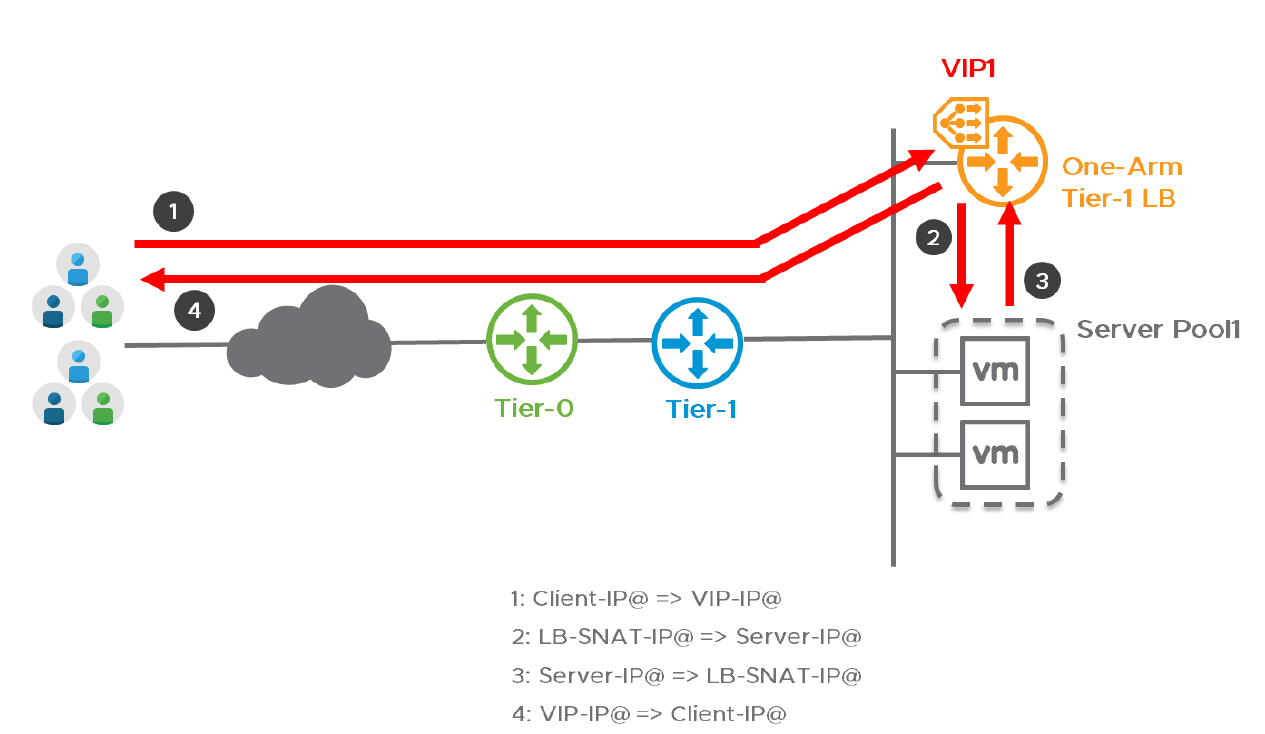 VIP1
One-Arm
Tier-1 LB
1
2
3
4
Server Pool1
vm
Tier-0
Tier-1
vm
1: Client-IP@ => VIP-IP@
2: LB-SNAT-IP@ => Server-IP@
3: Server-IP@ => LB-SNAT-IP@
4: VIP-IP@ => Client-IP@